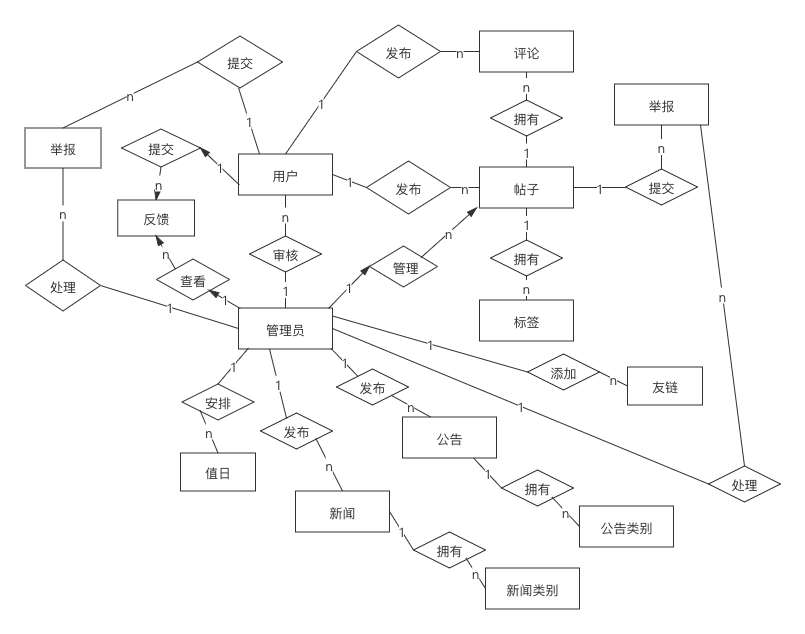 提交
发布
n
评论
n
1
1
n
举报
拥有
举报
提交
1
用户
1
n
1
发布
n
帖子
1
提交
n
反馈
n
n
审核
n
1
拥有
n
查看
管理
处理
1
1
1
n
1
管理员
标签
n
1
1
添加
n
友链
1
1
发布
安排
1
n
1
n
发布
公告
值日
n
1
拥有
处理
新闻
n
公告类别
1
拥有
n
新闻类别